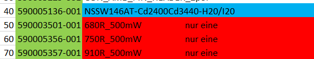 40 590005136-001 NSSW146AT-Cd2400Cd3440-H20/I20
50 590003501-001 680R_500mW nur eine
60 590005356-001 750R_500mW nur eine
70 590005357-001 910R_500mW nur eine